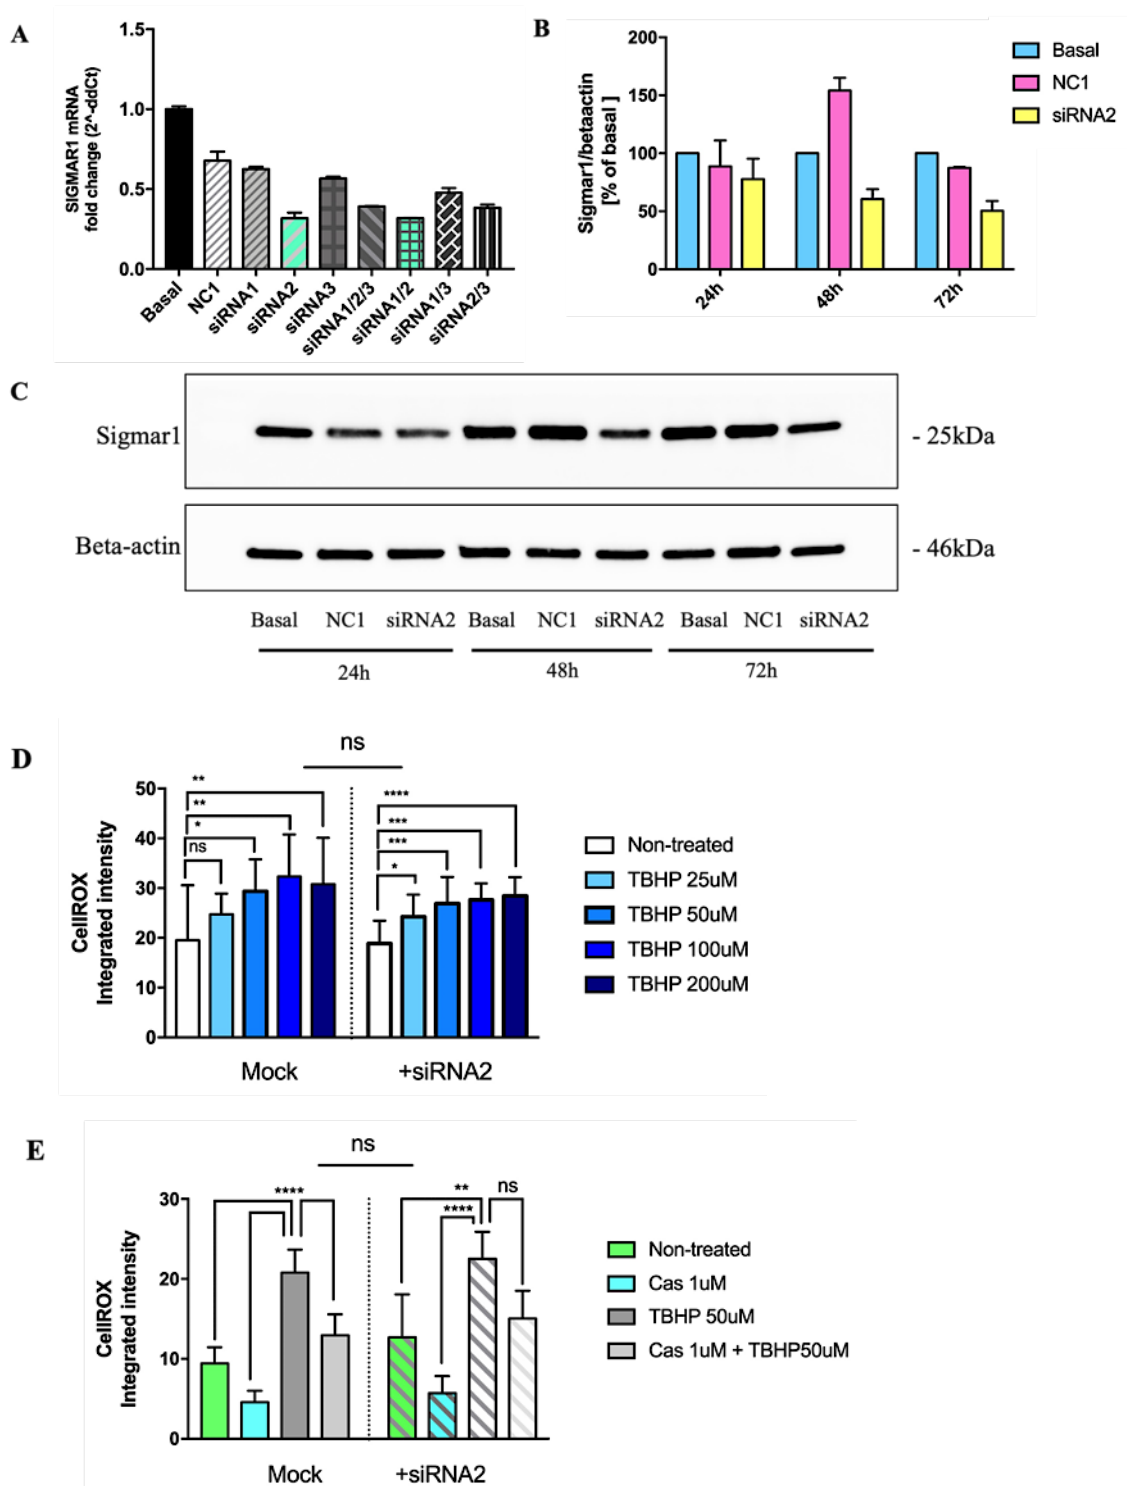 A
SIGMAR1 mRNA
fold change (2^-ddCt)
1.5
1.0
0.5
0.0
Basal
NC1
siRNA1
siRNA2
siRNA3
siRNA1/2/3
siRNA1/2
siRNA1/3
siRNA2/3
B
Sigmar1/betaactin
[% of basal ]
200
150
100
50
0
24h
48h
72h
Basal
NC1
siRNA2
C
Sigmar1
- 25kDa
Beta-actin
- 46kDa
Basal NC1 siRNA2 Basal NC1 siRNA2 Basal NC1 siRNA2
24h 48h 72h
D
ns
CellROX
Integrated intensity
50
40
30
20
10
0
**
**
*
ns
****
***
***
*
Mock
+siRNA2
Non-treated
TBHP 25uM
TBHP 50uM
TBHP 100uM
TBHP 200uM
E
ns
CellROX
Integrated intensity
30
20
10
0
****
**
ns
****
Mock
+siRNA2
Non-treated
Cas 1uM
TBHP 50uM
Cas 1uM + TBHP50uM